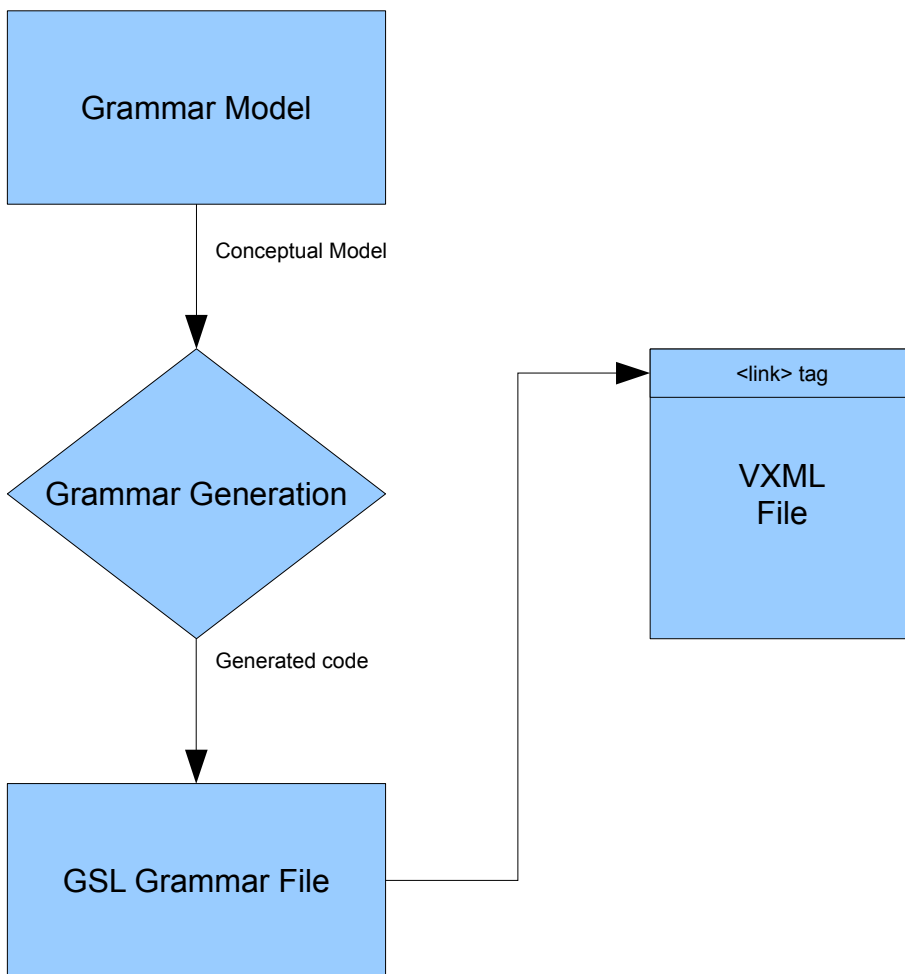 Grammar Model
Conceptual Model
Grammar Generation
Generated code
GSL Grammar File
<link> tag
VXML
File